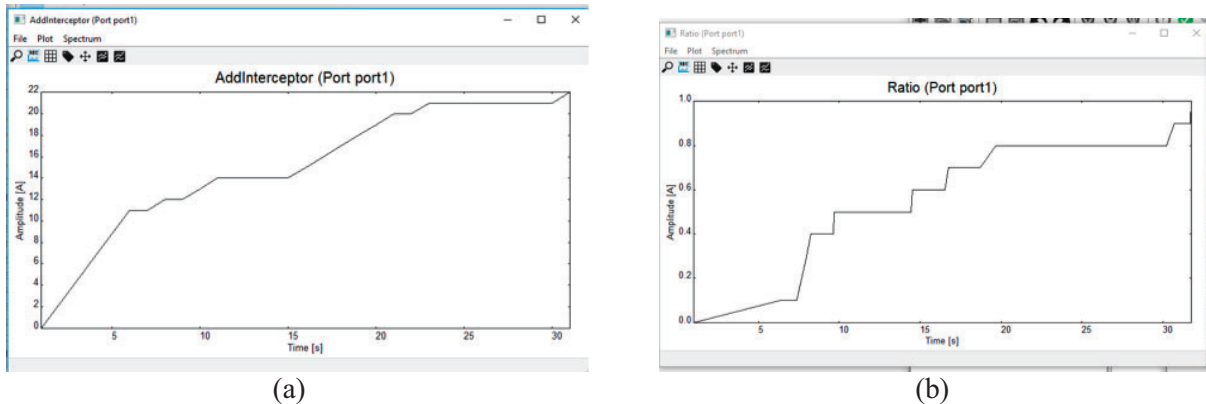 AddInterceptor (Port port1)
File Plot Spectrum
AddInterceptor (Port port1)
22
20
18
16
14
12
10
8
6
4
2
0
Amplitude [A]
5 10 15 20 25 30
Time [s]
(a)
Ratio (Port port1)
File Plot Spectrum
Ratio (Port port1)
1.0
0.8
0.6
0.4
0.2
0.0
Amplitude [A]
5 10 15 20 25 30
Time [s]
(b)